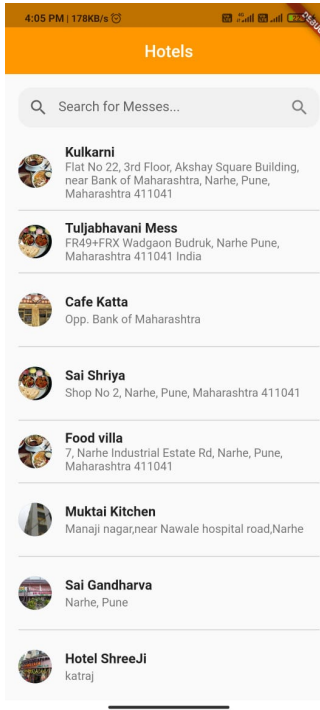 4:05 PM | 178KB/s
Hotels
Search for Messes...
Kulkarni
Flat No 22, 3rd Floor, Akshay Square Building,
near Bank of Maharashtra, Narhe, Pune,
Maharashtra 411041
Tuljabhavani Mess
FR49+FRX Wadgaon Budruk, Narhe Pune,
Maharashtra 411041 India
Cafe Katta
Opp. Bank of Maharashtra
Sai Shriya
Shop No 2, Narhe, Pune, Maharashtra 411041
Food villa
7, Narhe Industrial Estate Rd, Narhe, Pune,
Maharashtra 411041
Muktai Kitchen
Manaji nagar,near Nawale hospital road,Narhe
Sai Gandharva
Narhe, Pune
Hotel ShreeJi
katraj